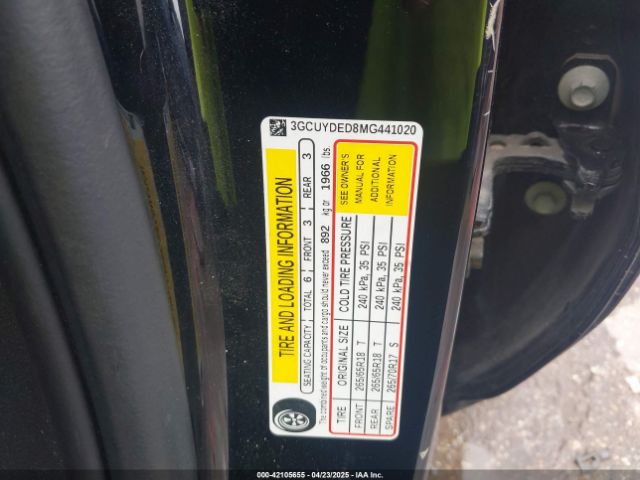 3GCUYDED8MG441020
TIRE AND LOADING INFORMATION
SEATING CAPACITY TOTAL 6 FRONT 3 REAR 3
The combined weight of occupants and cargo should never exceed 892 kg or 1966 lbs.
TIRE ORIGINAL SIZE COLD TIRE PRESSURE
FRONT 265/65R18 T 240 kPa, 35 PSI
REAR 265/65R18 T 240 kPa, 35 PSI
SPARE 265/70R17 S 240 kPa, 35 PSI
SEE OWNER'S
MANUAL FOR
ADDITIONAL
INFORMATION
000-42105655 - 04/23/2025 - IAAI.COM